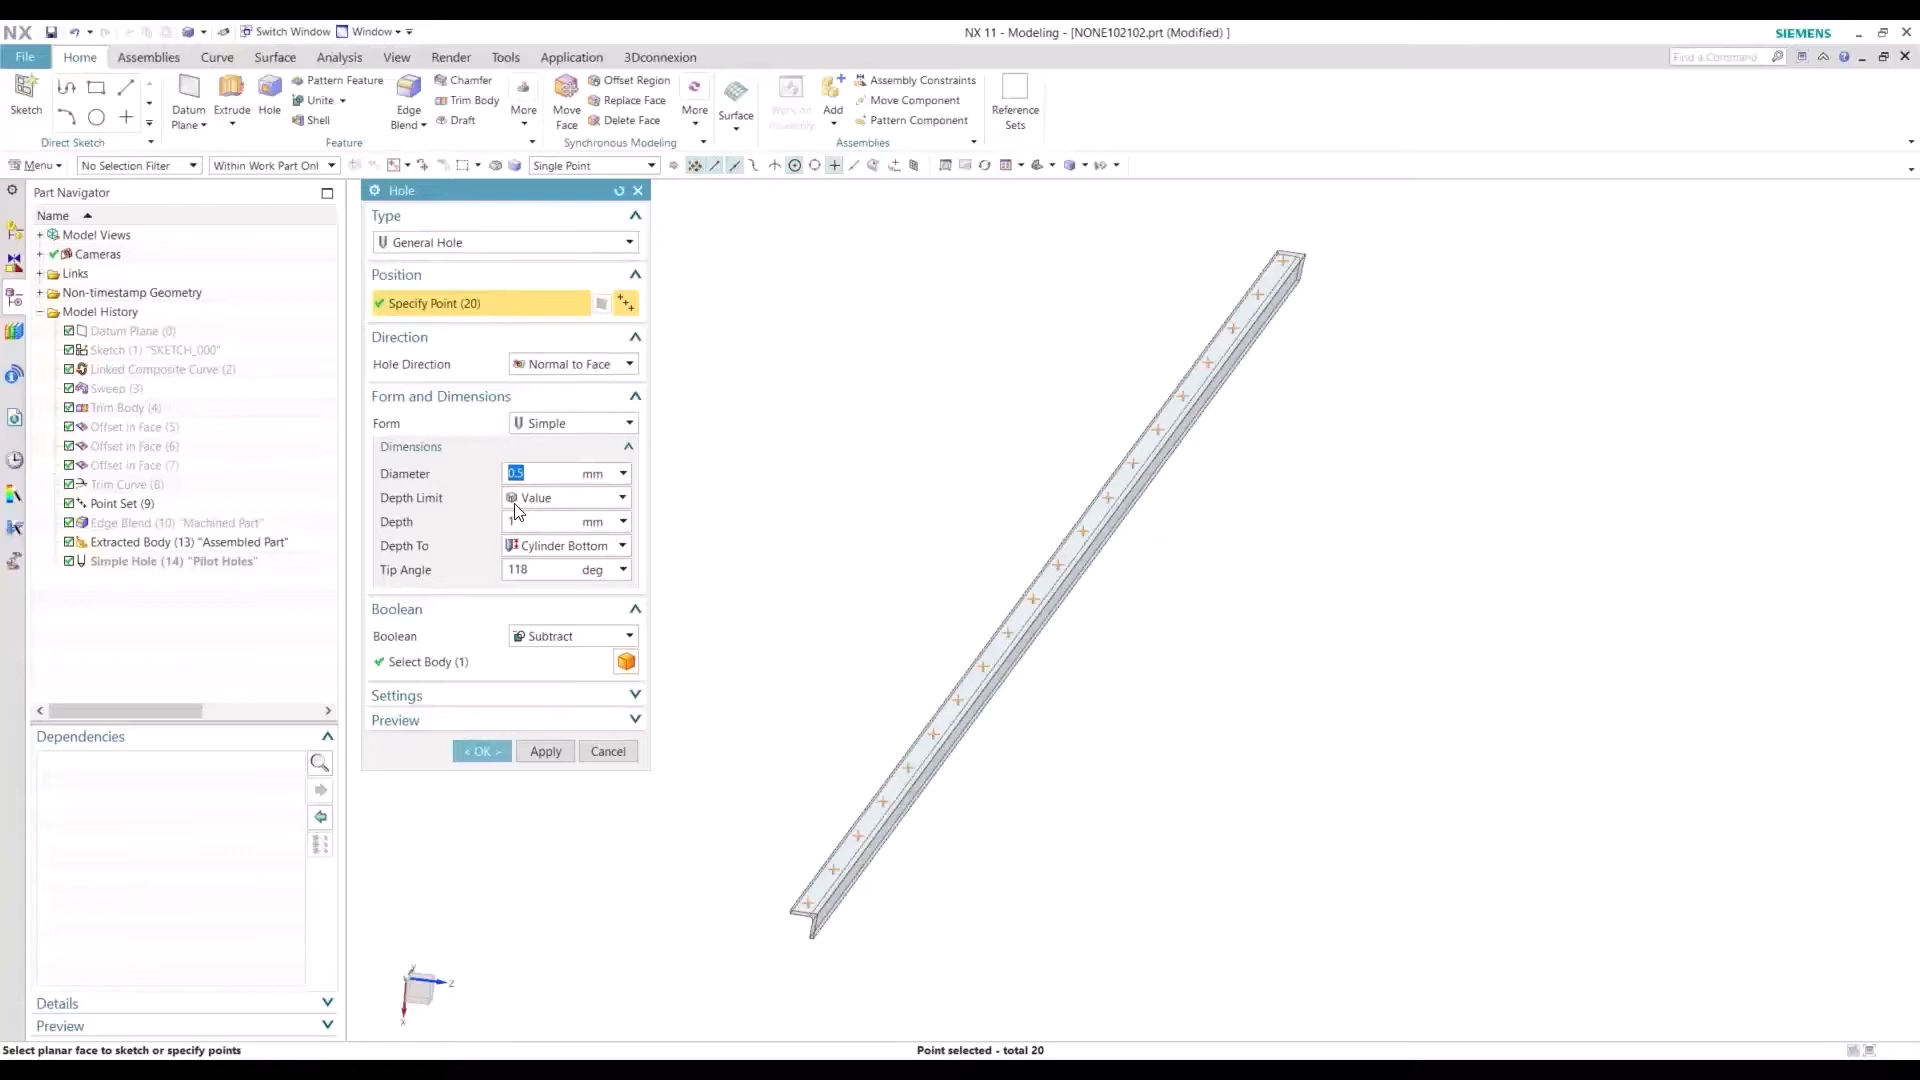 NX
Switch Window
Window
NX 11 - Modeling - [NONE102102.prt (Modified) ]
SIEMENS
File
Home
Assemblies
Curve
Surface
Analysis
View
Render
Tools
Application
3Dconnexion
Find a Command
Sketch
Datum
Plane
Extrude
Hole
Pattern Feature
Unite
Shell
Edge
Blend
Chamfer
Trim Body
Draft
More
Move
Face
Offset Region
Replace Face
Delete Face
More
Surface
Work on
Assembly
Add
Assembly Constraints
Move Component
Pattern Component
Reference
Sets
Direct Sketch
Feature
Synchronous Modeling
Assemblies
Menu
No Selection Filter
Within Work Part Onl
Single Point
Part Navigator
Name
Model Views
Cameras
Links
Non-timestamp Geometry
Model History
Datum Plane (0)
Sketch (1) "SKETCH_000"
Linked Composite Curve (2)
Sweep (3)
Trim Body (4)
Offset in Face (5)
Offset in Face (6)
Offset in Face (7)
Trim Curve (8)
Point Set (9)
Edge Blend (10) "Machined Part"
Extracted Body (13) "Assembled Part"
Simple Hole (14) "Pilot Holes"
Dependencies
Details
Preview
Hole
Type
General Hole
Position
Specify Point (20)
Direction
Hole Direction
Normal to Face
Form and Dimensions
Form
Simple
Dimensions
Diameter
0.5
mm
Depth Limit
Value
Depth
mm
Depth To
Cylinder Bottom
Tip Angle
118
deg
Boolean
Boolean
Subtract
Select Body (1)
Settings
Preview
< OK >
Apply
Cancel
Z
X
Select planar face to sketch or specify points
Point selected - total 20